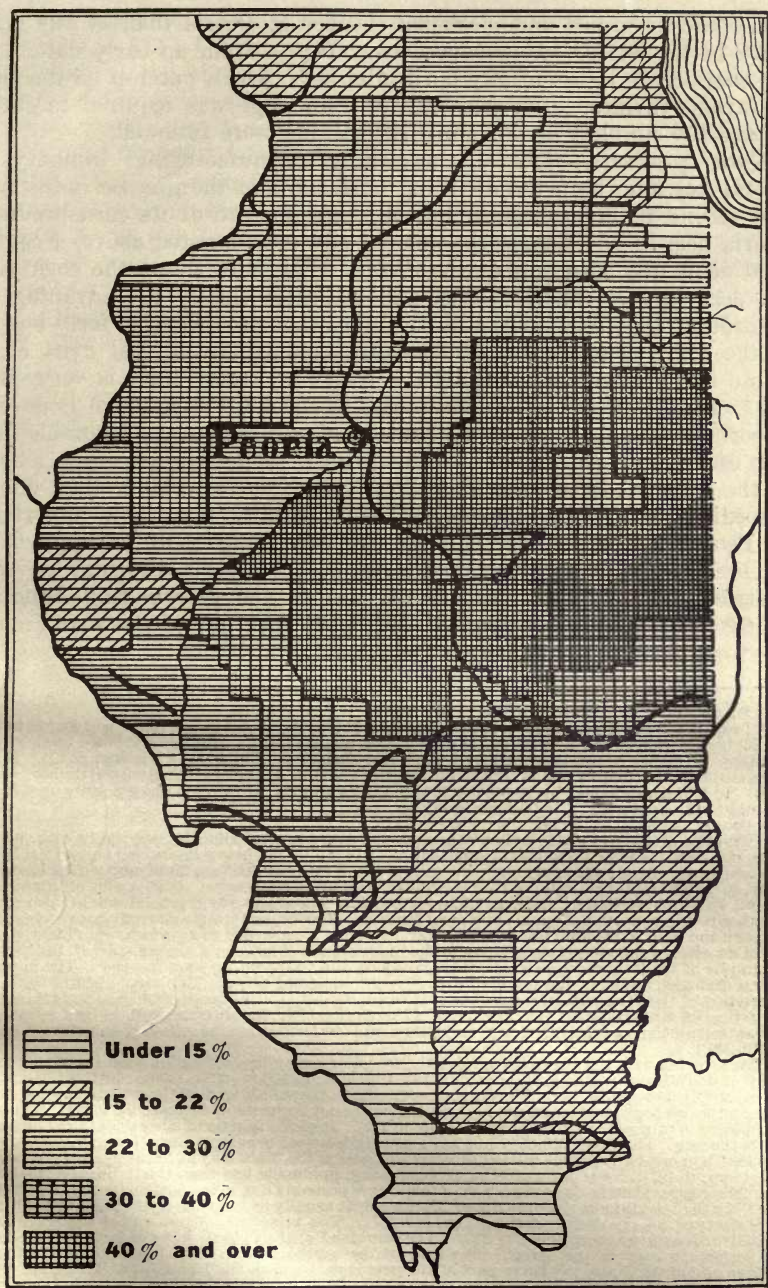 Peoria
Under 15%
15 to 22%
22 to 30%
30 to 40%
40% and over